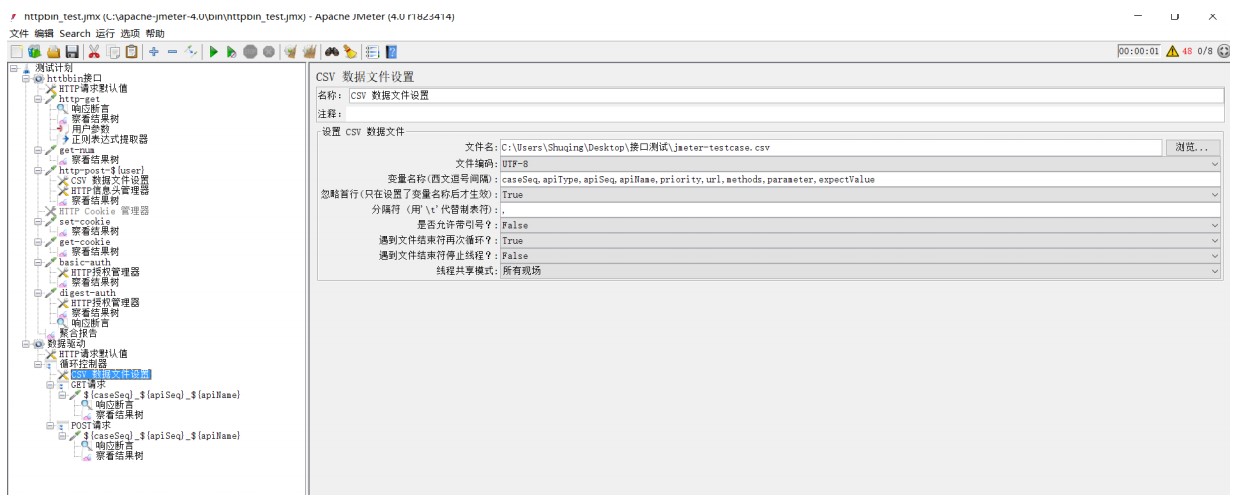 httpbin_test.jmx (C:\apache-jmeter-4.0\bin\httpbin_test.jmx) - Apache JMeter (4.0 r1823414)
文件 编辑 Search 运行 选项 帮助
00:00:01 48 0/8
测试计划
httbbin接口
HTTP请求默认值
http-get
响应断言
察看结果树
用户参数
正则表达式提取器
get-num
察看结果树
http-post-${user}
CSV 数据文件设置
HTTP信息头管理器
察看结果树
HTTP Cookie 管理器
set-cookie
察看结果树
get-cookie
察看结果树
basic-auth
HTTP授权管理器
察看结果树
digest-auth
HTTP授权管理器
察看结果树
响应断言
聚合报告
数据驱动
HTTP请求默认值
循环控制器
CSV 数据文件设置
GET请求
${caseSeq}_${apiSeq}_${apiName}
响应断言
察看结果树
POST请求
${caseSeq}_${apiSeq}_${apiName}
响应断言
察看结果树
CSV 数据文件设置
名称: CSV 数据文件设置
注释:
设置 CSV 数据文件
文件名: C:\Users\Shuqing\Desktop\接口测试\jmeter-testcase.csv 浏览...
文件编码: UTF-8
变量名称(西文逗号间隔): caseSeq,apiType,apiSeq,apiName,priority,url,methods,parameter,expectValue
忽略首行(只在设置了变量名称后才生效): True
分隔符 (用'\t'代替制表符): ,
是否允许带引号?: False
遇到文件结束符再次循环?: True
遇到文件结束符停止线程?: False
线程共享模式: 所有现场